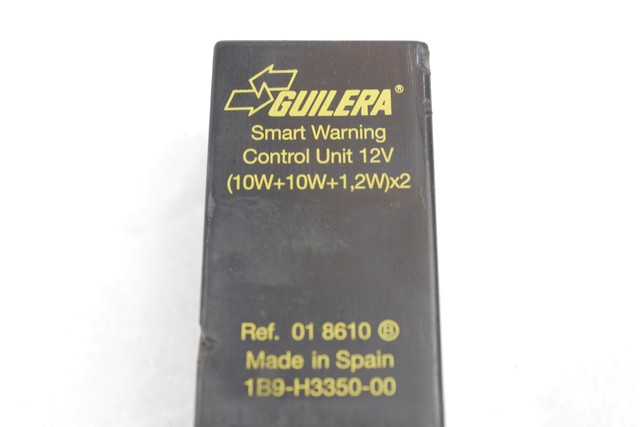 GUILERA®
Smart Warning
Control Unit 12V
(10W+10W+1,2W)x2
Ref. 01 8610 Ⓑ
Made in Spain
1B9-H3350-00